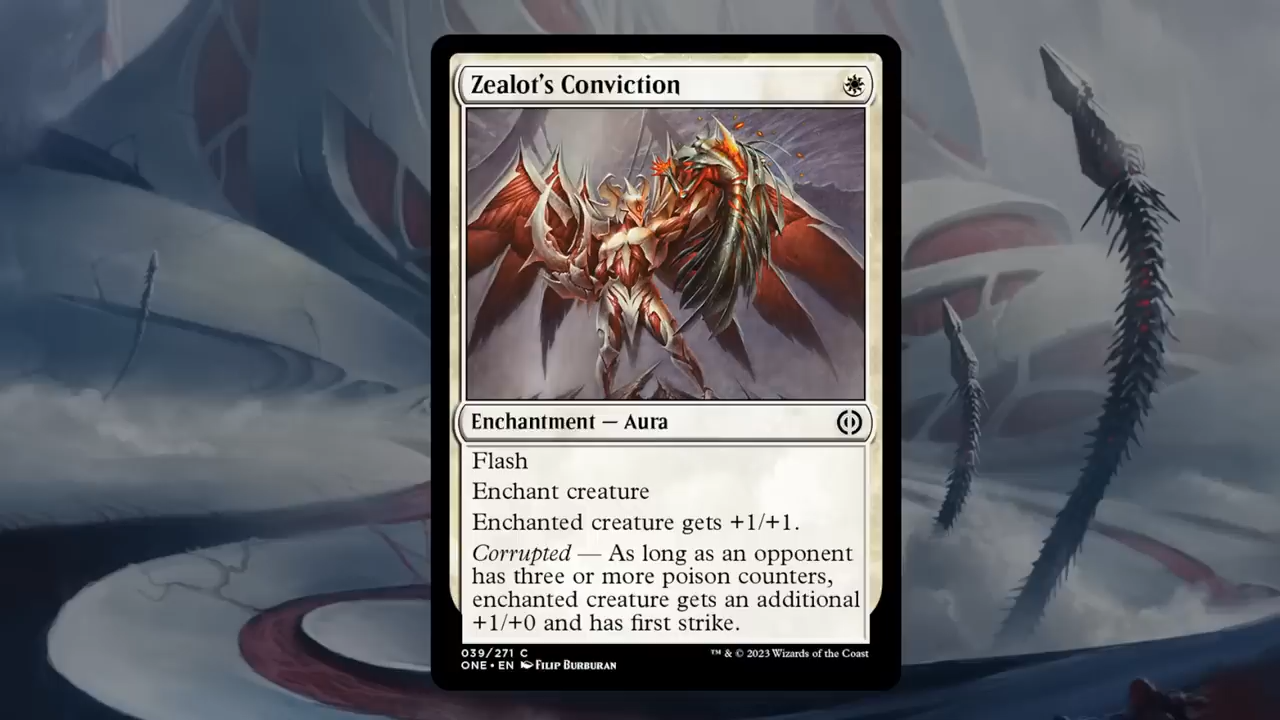 Zealot's Conviction
Enchantment — Aura
Flash
Enchant creature
Enchanted creature gets +1/+1.
Corrupted — As long as an opponent
has three or more poison counters,
enchanted creature gets an additional
+1/+0 and has first strike.
039/271 C
™ & © 2023 Wizards of the Coast
ONE • EN Filip Burburan